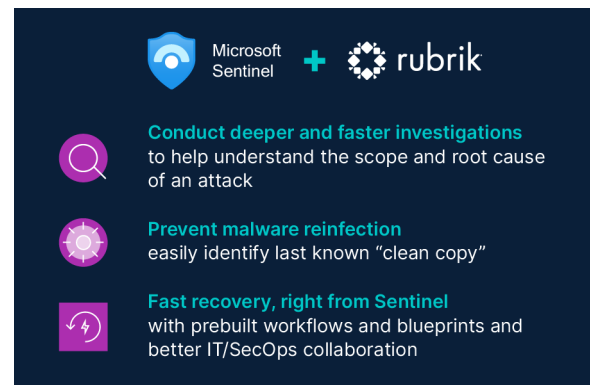 Microsoft
Sentinel
+
rubrik
Conduct deeper and faster investigations
to help understand the scope and root cause
of an attack
Prevent malware reinfection
easily identify last known “clean copy”
Fast recovery, right from Sentinel
with prebuilt workflows and blueprints and
better IT/SecOps collaboration